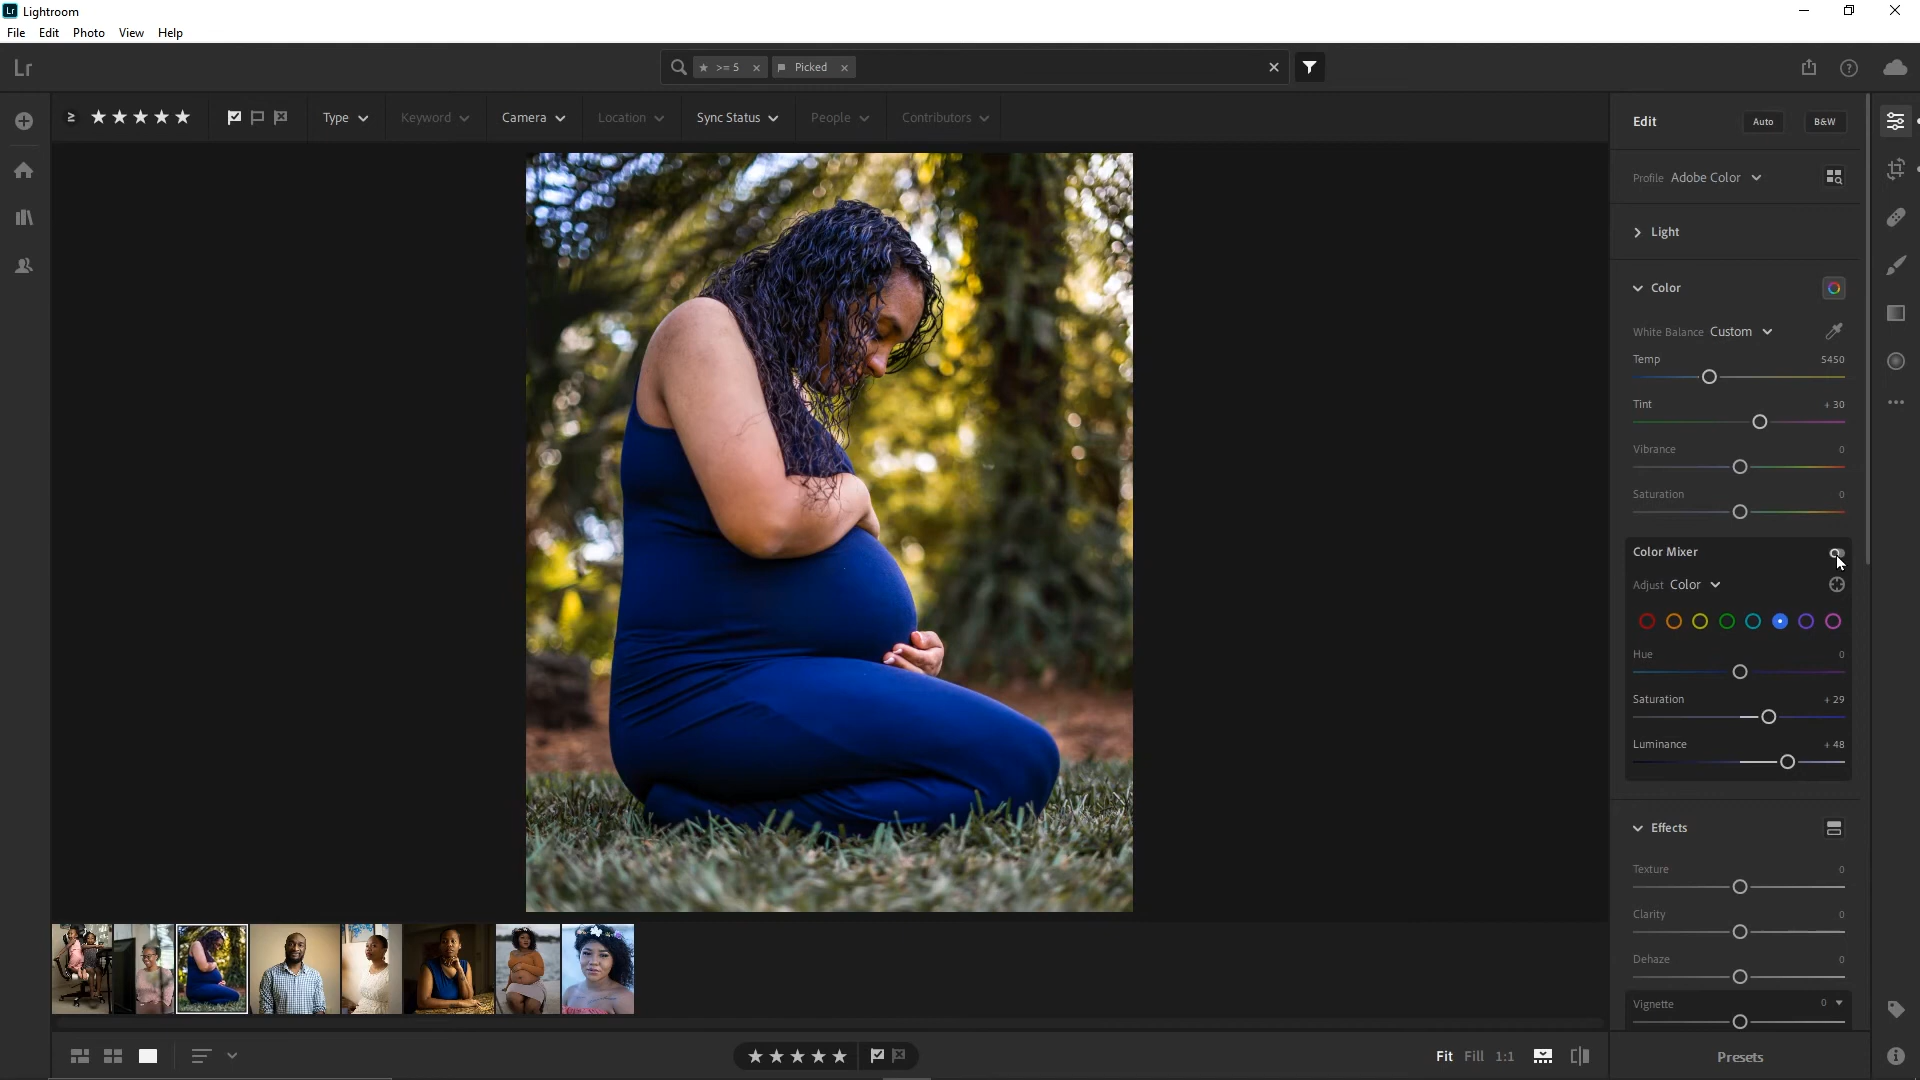 Lr Lightroom
File Edit Photo View Help
Lr
>= 5 × Picked ×
≥ Type Keyword Camera Location Sync Status People Contributors
Edit Auto B&W
Profile Adobe Color
Light
Color
White Balance Custom
Temp 5450
Tint + 30
Vibrance 0
Saturation 0
Color Mixer
Adjust Color
Hue 0
Saturation + 29
Luminance + 48
Effects
Texture 0
Clarity 0
Dehaze 0
Vignette 0
Fit Fill 1:1
Presets